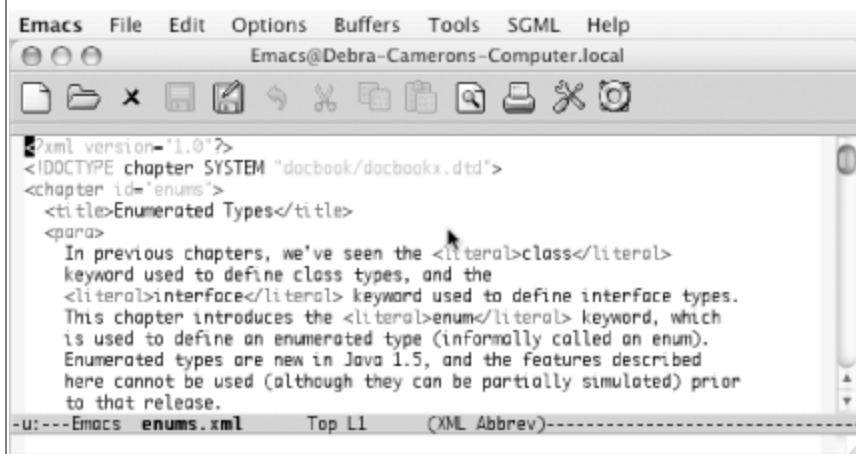 Emacs File Edit Options Buffers Tools SGML Help
Emacs@Debra-Camerons-Computer.local
<?xml version="1.0"?>
<!DOCTYPE chapter SYSTEM "docbook/docbookx.dtd">
<chapter id="enums">
<title>Enumerated Types</title>
<para>
In previous chapters, we've seen the <literal>class</literal>
keyword used to define class types, and the
<literal>interface</literal> keyword used to define interface types.
This chapter introduces the <literal>enum</literal> keyword, which
is used to define an enumerated type (informally called an enum).
Enumerated types are new in Java 1.5, and the features described
here cannot be used (although they can be partially simulated) prior
to that release.
-u:---Emacs enums.xml Top L1 (XML Abbrev)------------------------------